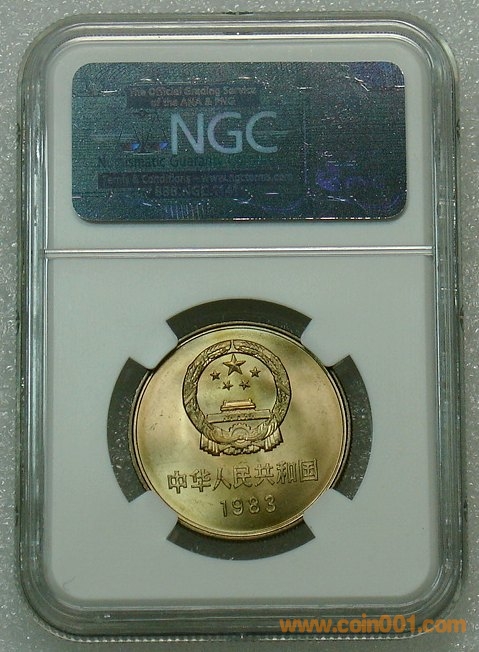 The Official Grading Service
of the ANA & PNG
NGC
中华人民共和国
1983
www.coin001.com